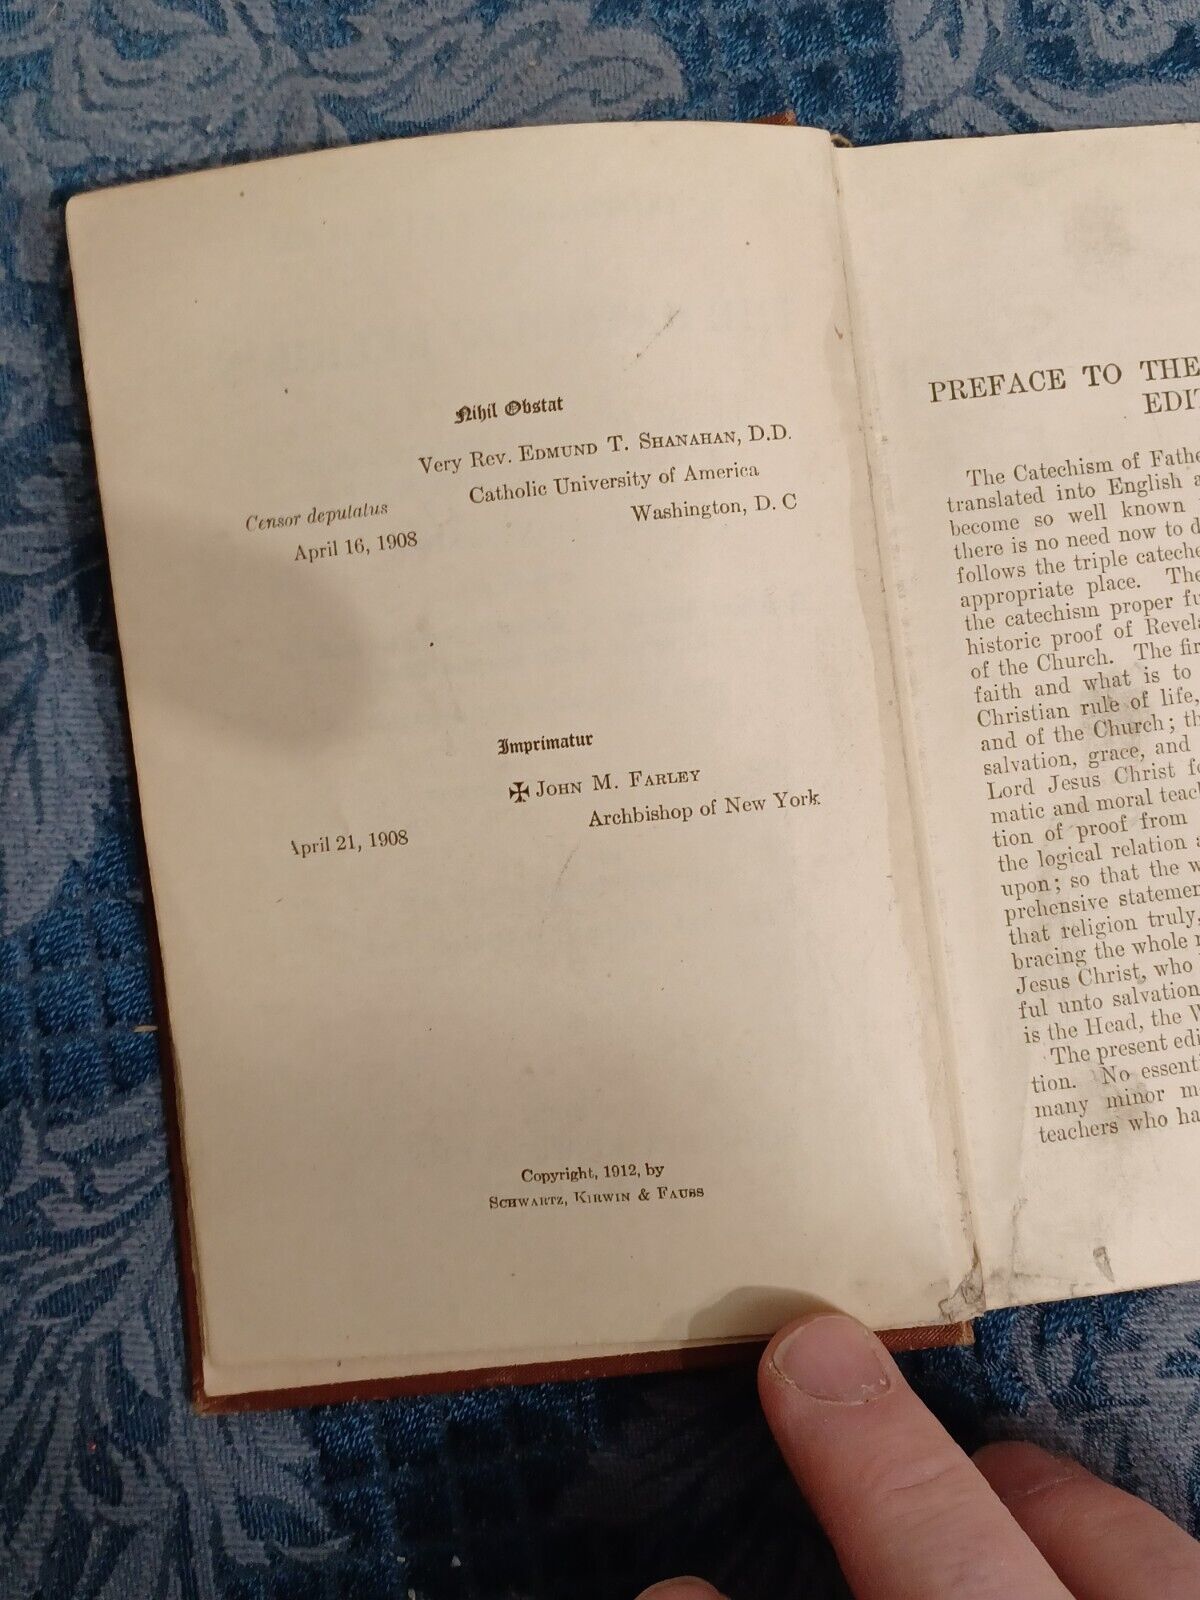 Nihil Obstat
Very Rev. EDMUND T. SHANAHAN, D.D.
Catholic University of America
Washington, D. C
Censor deputatus
April 16, 1908
Imprimatur
✠ JOHN M. FARLEY
Archbishop of New York
April 21, 1908
Copyright, 1912, by
SCHWARTZ, KIRWIN & FAUSS
PREFACE TO THE
EDIT
The Catechism of Fathe
translated into English a
become so well known
there is no need now to d
follows the triple cateche
appropriate place. The
the catechism proper fu
historic proof of Revela
of the Church. The fir
faith and what is to
Christian rule of life,
and of the Church; th
salvation, grace, and
Lord Jesus Christ fo
matic and moral teach
tion of proof from
the logical relation a
upon; so that the w
prehensive statemen
that religion truly,
bracing the whole r
Jesus Christ, who
ful unto salvation
is the Head, the W
The present edi
tion. No essenti
many minor m
teachers who ha